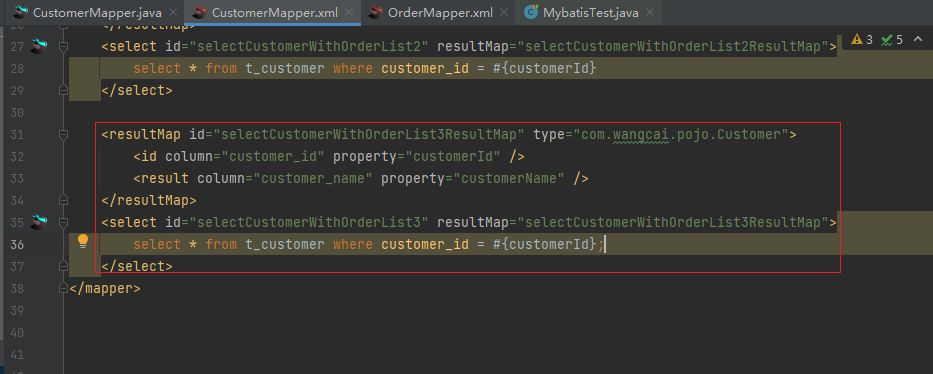 CustomerMapper.java
CustomerMapper.xml
OrderMapper.xml
MybatisTest.java
3
5
</resultMap>
27 <select id="selectCustomerWithOrderList2" resultMap="selectCustomerWithOrderList2ResultMap">
28 select * from t_customer where customer_id = #{customerId}
29 </select>
30
31 <resultMap id="selectCustomerWithOrderList3ResultMap" type="com.wangcai.pojo.Customer">
32 <id column="customer_id" property="customerId" />
33 <result column="customer_name" property="customerName" />
34 </resultMap>
35 <select id="selectCustomerWithOrderList3" resultMap="selectCustomerWithOrderList3ResultMap">
36 select * from t_customer where customer_id = #{customerId};
37 </select>
38 </mapper>
39
40
41